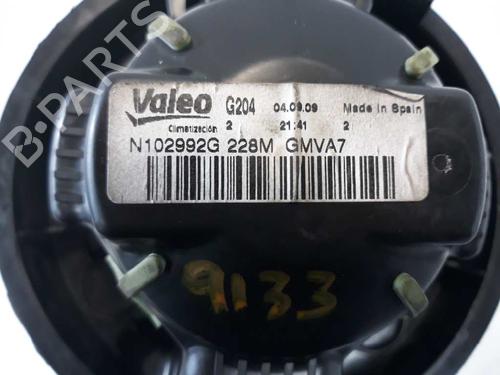 Valeo G204 04.09.09 Made in Spain
Climatización 2 21:41 2
N102992G 228M GMVA7
9133
B-PARTS